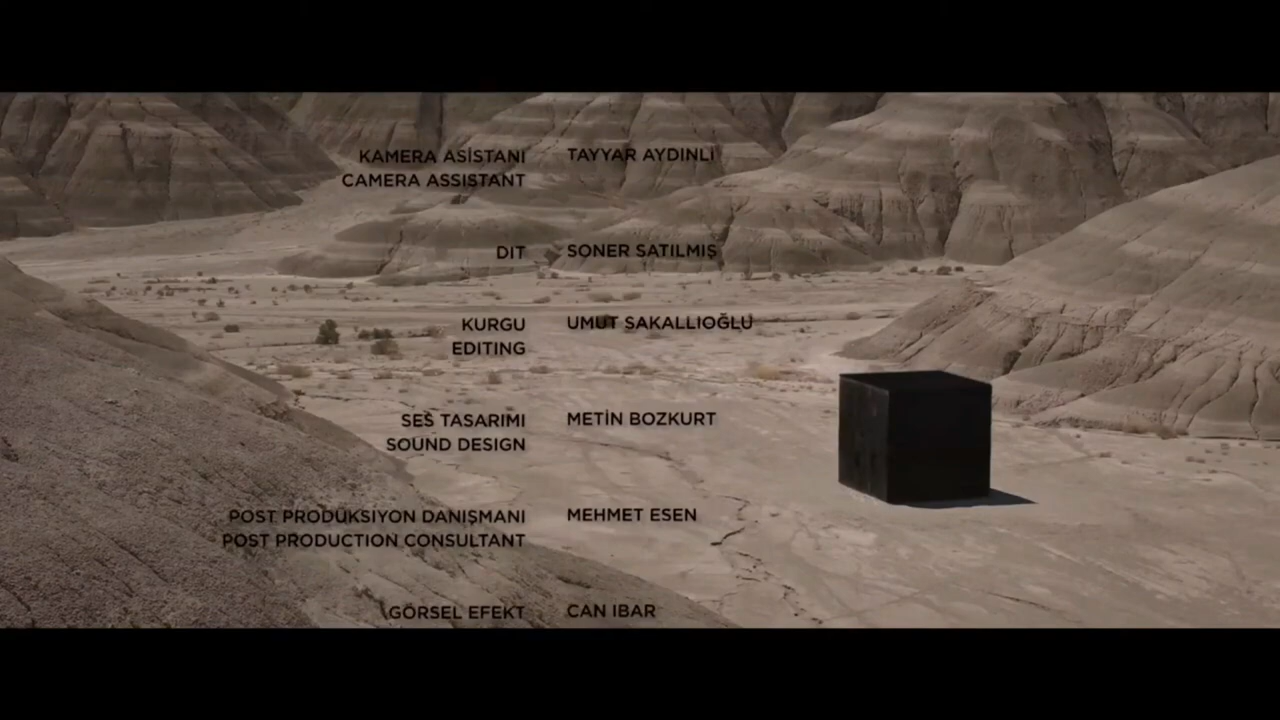 KAMERA ASİSTANI TAYYAR AYDINLI
CAMERA ASSISTANT
DIT SONER SATILMIŞ
KURGU UMUT SAKALLIOĞLU
EDITING
SES TASARIMI METİN BOZKURT
SOUND DESIGN
POST PRODÜKSİYON DANIŞMANI MEHMET ESEN
POST PRODUCTION CONSULTANT
GÖRSEL EFEKT CAN IBAR